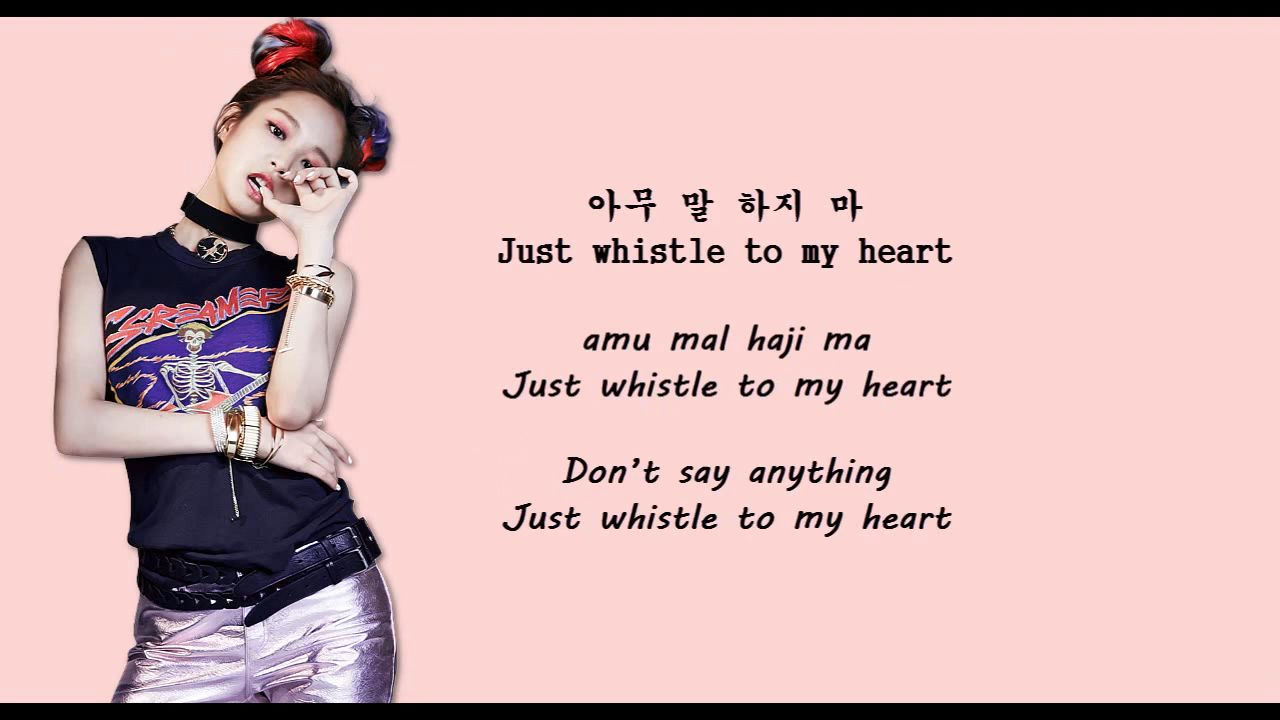 SCREAMER
아무 말 하지 마
Just whistle to my heart
amu mal haji ma
Just whistle to my heart
Don't say anything
Just whistle to my heart